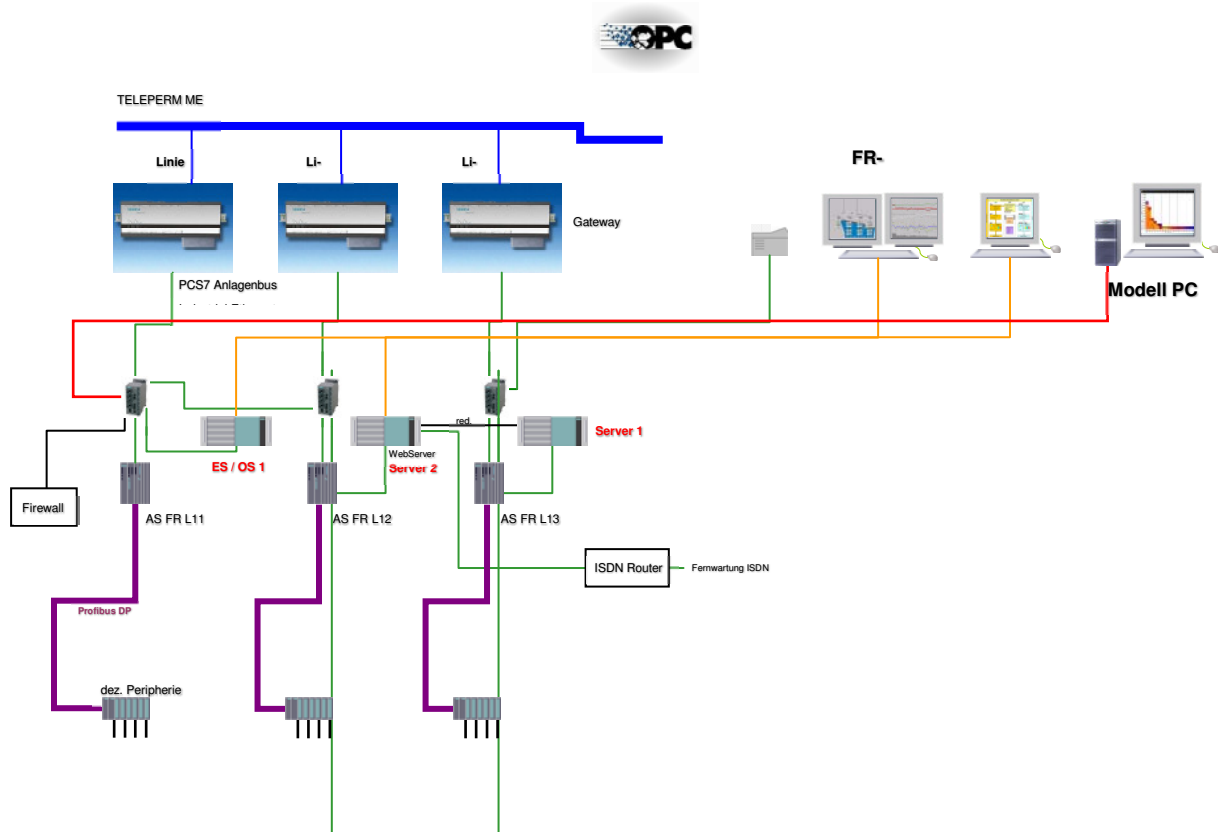 OPC
TELEPERM ME
Linie
Li-
Li-
FR-
Gateway
PCS7 Anlagenbus
Modell PC
red.
Server 1
WebServer
Server 2
ES / OS 1
Firewall
AS FR L11
AS FR L12
AS FR L13
ISDN Router
Fernwartung ISDN
Profibus DP
dez. Peripherie